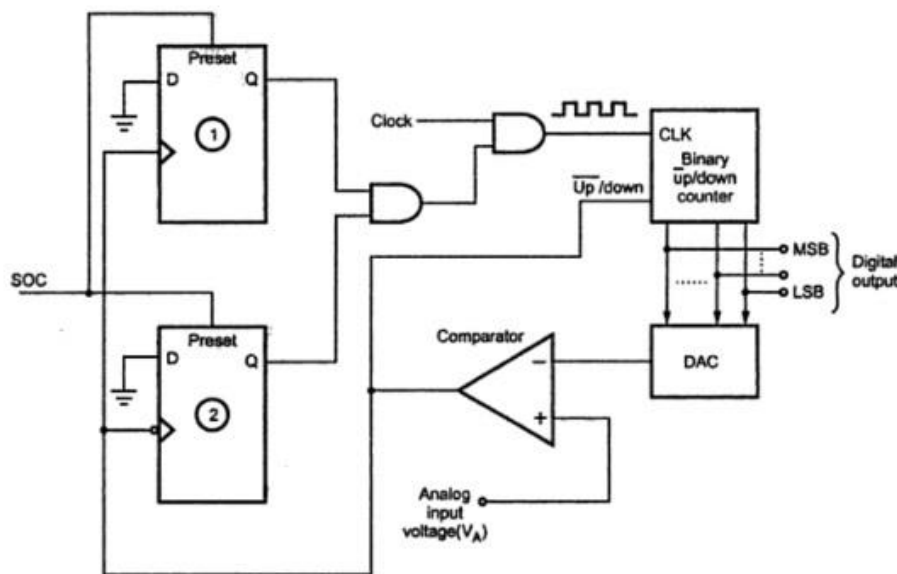 Preset
D
Q
1
Clock
CLK
Binary
up/down
counter
Up/down
MSB
LSB
Digital
output
SOC
Preset
D
Q
2
Comparator
−
+
DAC
Analog
input
voltage(VA)